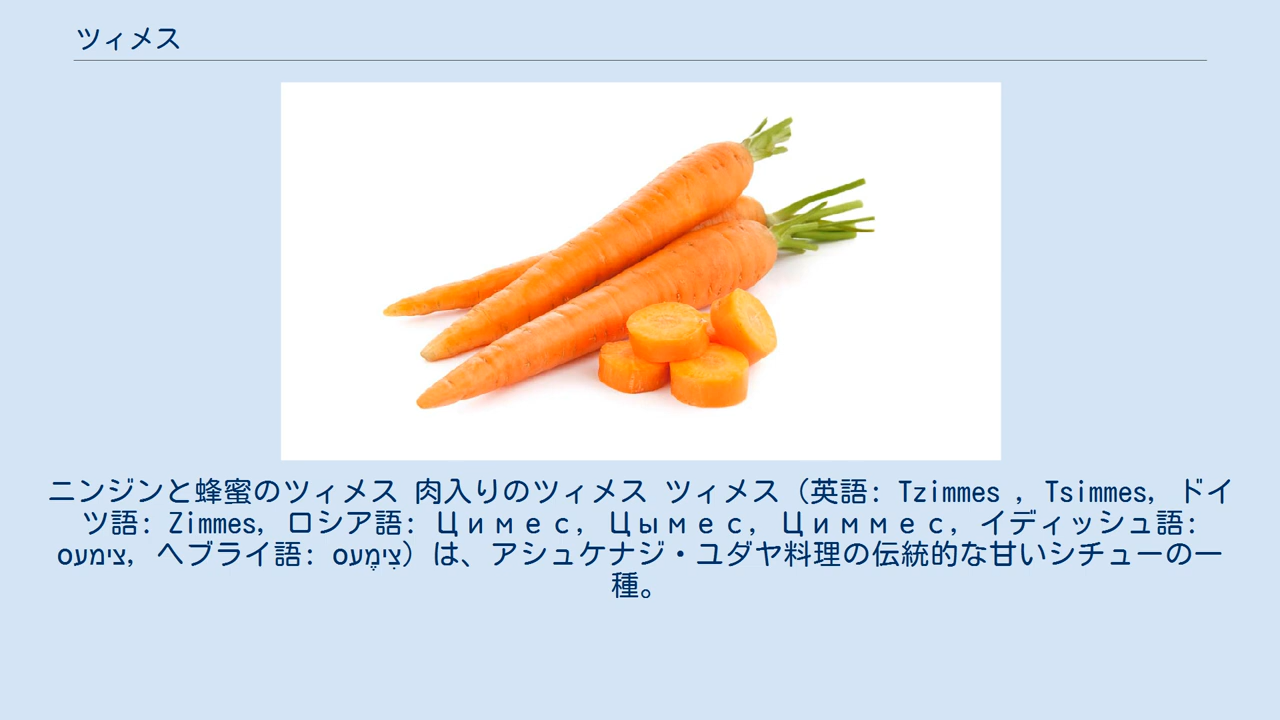 ツィメス
ニンジンと蜂蜜のツィメス 肉入りのツィメス ツィメス（英語: Tzimmes , Tsimmes, ドイ
ツ語: Zimmes, ロシア語: Цимес, Цымес, Циммес, イディッシュ語:
צימעס, ヘブライ語: צִימֶעס）は、アシュケナジ・ユダヤ料理の伝統的な甘いシチューの一
種。